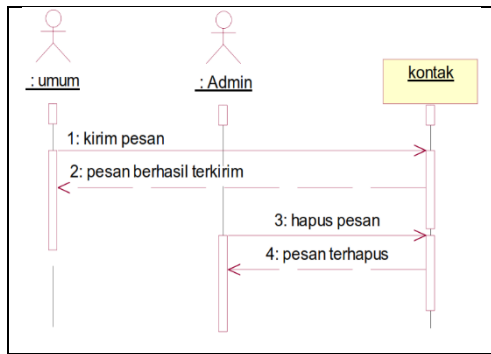 : umum
: Admin
kontak
1: kirim pesan
2: pesan berhasil terkirim
3: hapus pesan
4: pesan terhapus